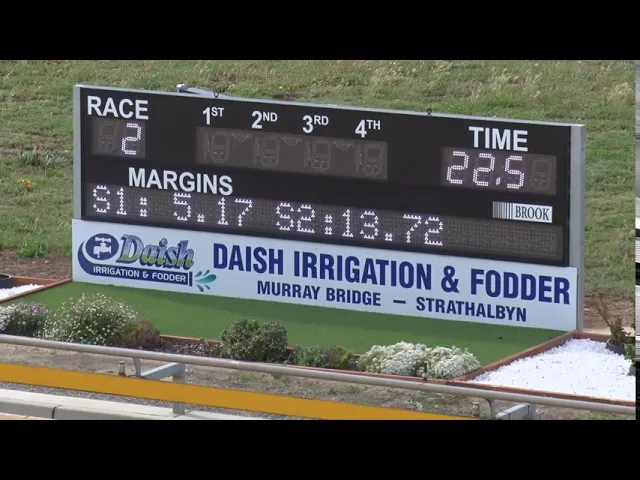 RACE 2 1ST 2ND 3RD 4TH TIME 22.5
MARGINS
S1: 5.17 S2:13.72
BROOK
Daish
IRRIGATION & FODDER
DAISH IRRIGATION & FODDER
MURRAY BRIDGE – STRATHALBYN